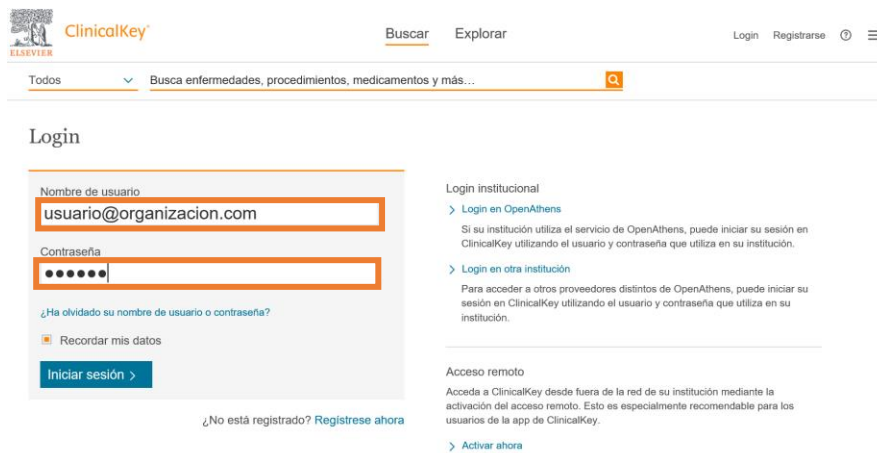 ELSEVIER
ClinicalKey®
Buscar
Explorar
Login
Registrarse
?
Todos
Busca enfermedades, procedimientos, medicamentos y más…
Login
Nombre de usuario
usuario@organizacion.com
Contraseña
●●●●●●
¿Ha olvidado su nombre de usuario o contraseña?
Recordar mis datos
Iniciar sesión >
¿No está registrado? Regístrese ahora
Login institucional
> Login en OpenAthens
Si su institución utiliza el servicio de OpenAthens, puede iniciar su sesión en
ClinicalKey utilizando el usuario y contraseña que utiliza en su institución.
> Login en otra institución
Para acceder a otros proveedores distintos de OpenAthens, puede iniciar su
sesión en ClinicalKey utilizando el usuario y contraseña que utiliza en su
institución.
Acceso remoto
Acceda a ClinicalKey desde fuera de la red de su institución mediante la
activación del acceso remoto. Esto es especialmente recomendable para los
usuarios de la app de ClinicalKey.
> Activar ahora